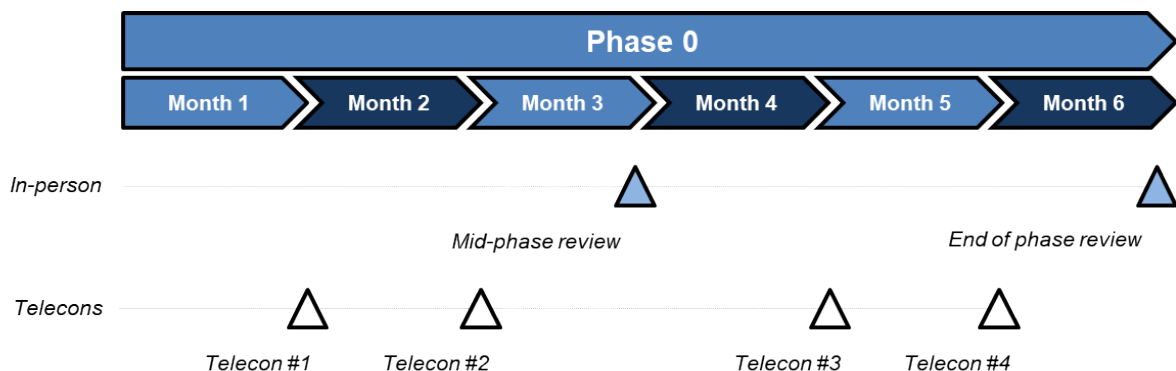 Phase 0
Month 1 Month 2 Month 3 Month 4 Month 5 Month 6
In-person
Mid-phase review End of phase review
Telecons
Telecon #1 Telecon #2 Telecon #3 Telecon #4